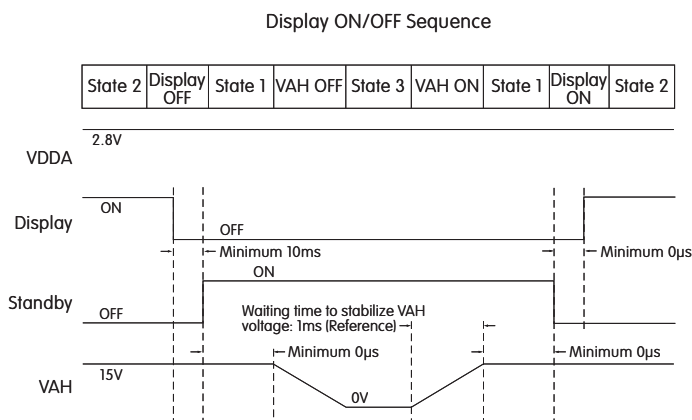 Display ON/OFF Sequence
State 2
Display
OFF
State 1
VAH OFF
State 3
VAH ON
State 1
Display
ON
State 2
VDDA
2.8V
Display
ON
OFF
Minimum 10ms
Minimum 0µs
Standby
OFF
ON
Waiting time to stabilize VAH
voltage: 1ms (Reference)
Minimum 0µs
Minimum 0µs
VAH
15V
0V